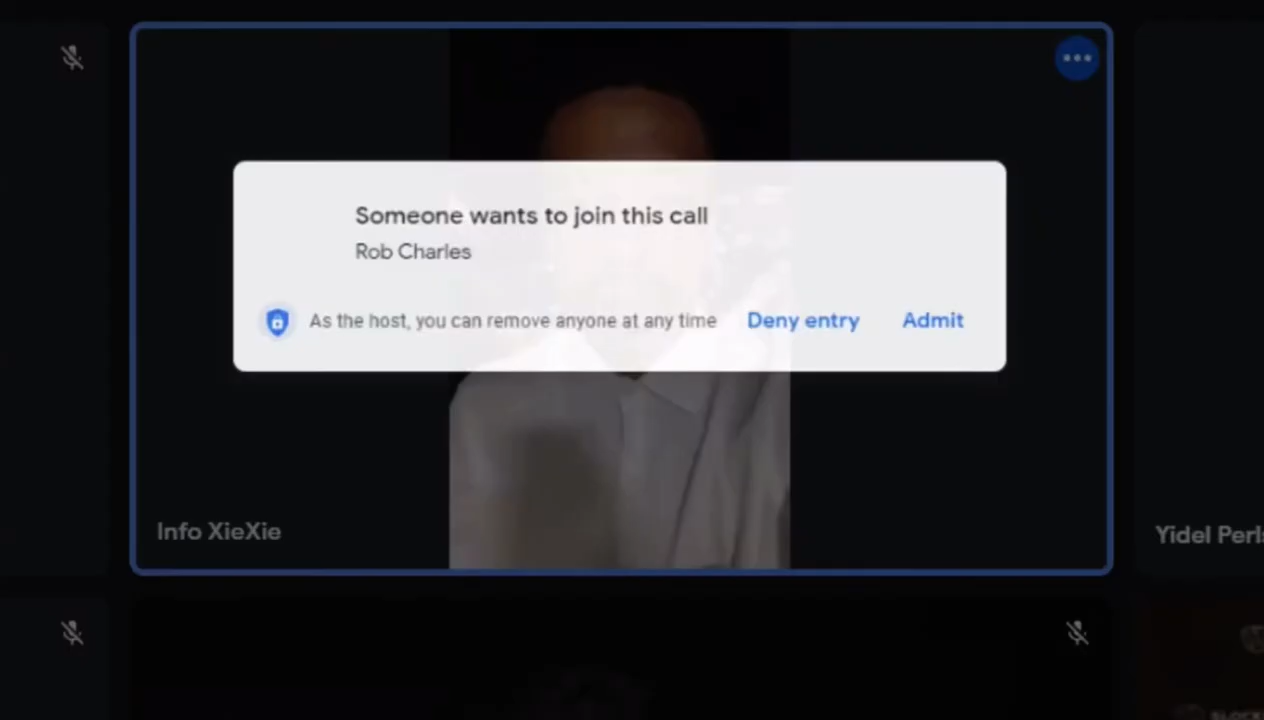 Someone wants to join this call
Rob Charles
As the host, you can remove anyone at any time
Deny entry
Admit
Info XieXie
Yidel